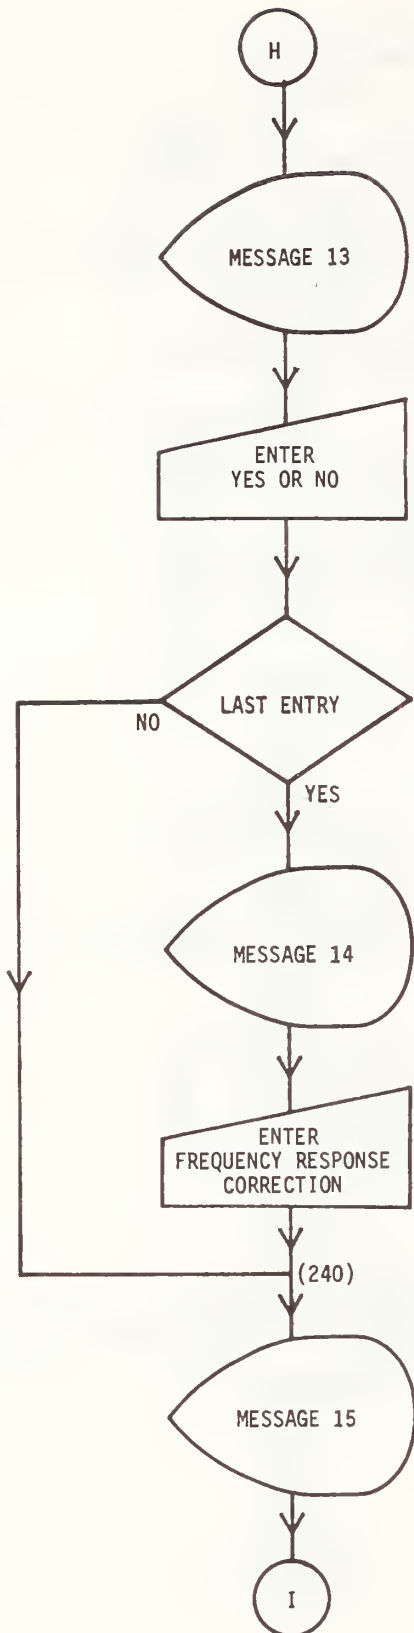 H
MESSAGE 13
ENTER
YES OR NO
LAST ENTRY
NO
YES
MESSAGE 14
ENTER
FREQUENCY RESPONSE
CORRECTION
(240)
MESSAGE 15
I